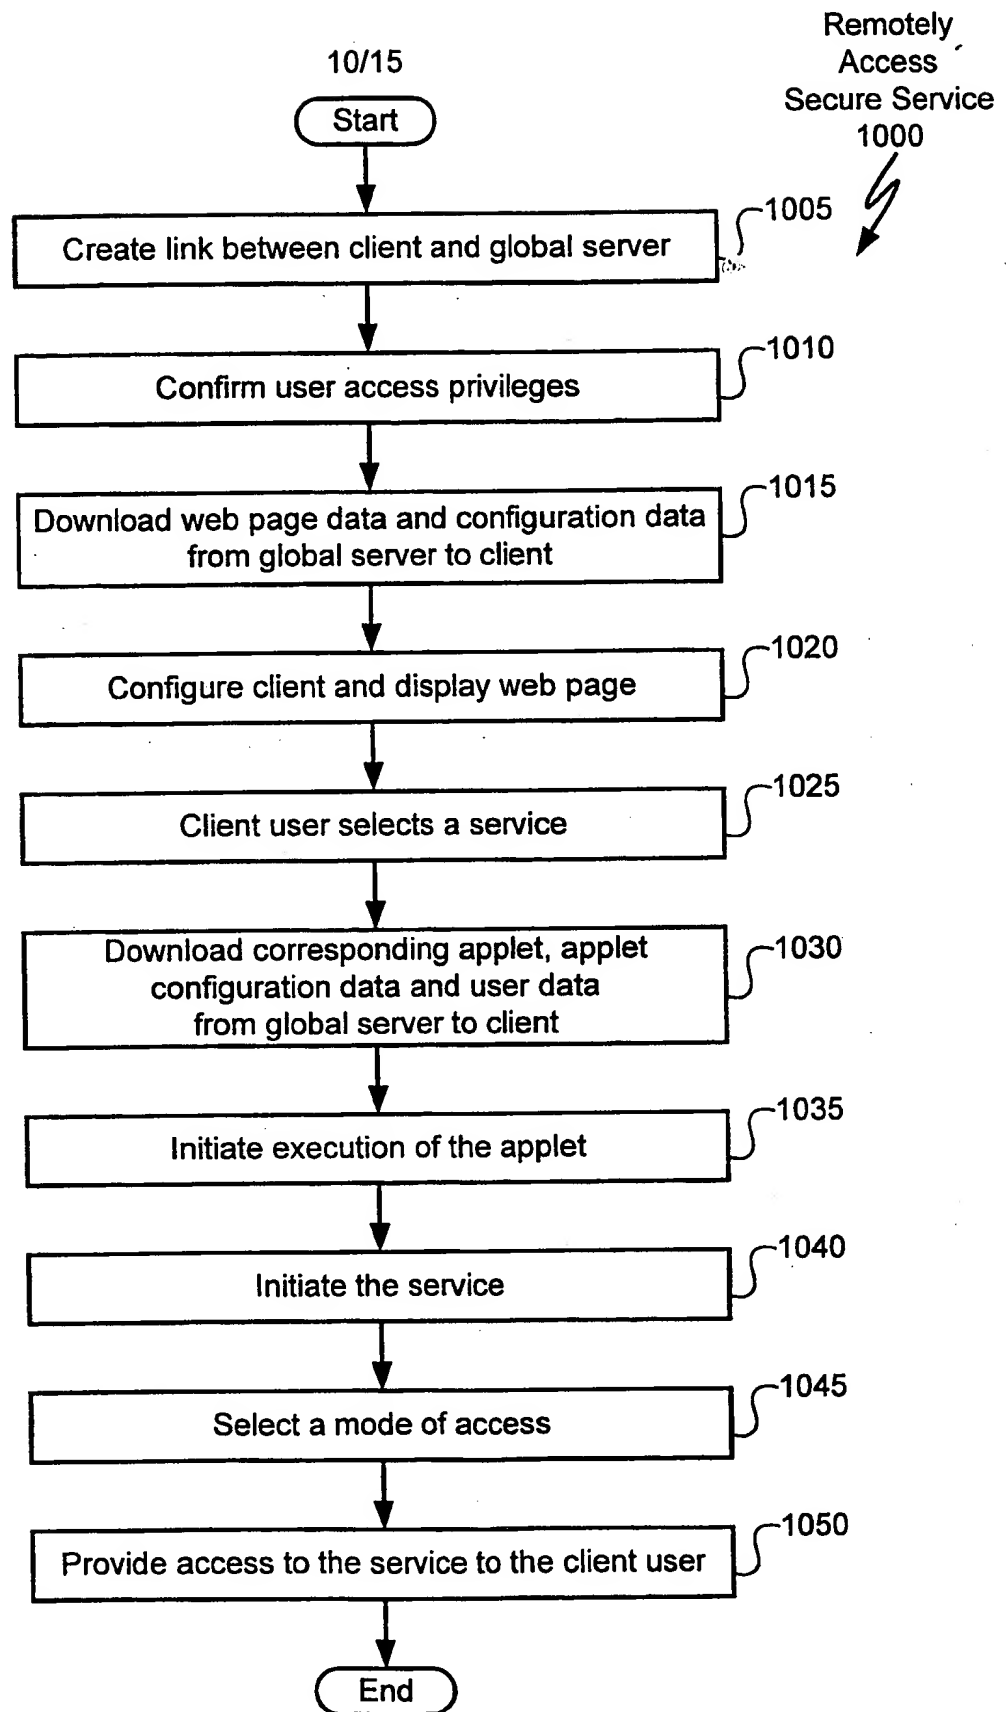 10/15
Remotely
Access
Secure Service
1000
Start
Create link between client and global server
1005
Confirm user access privileges
1010
Download web page data and configuration data
from global server to client
1015
Configure client and display web page
1020
Client user selects a service
1025
Download corresponding applet, applet
configuration data and user data
from global server to client
1030
Initiate execution of the applet
1035
Initiate the service
1040
Select a mode of access
1045
Provide access to the service to the client user
1050
End